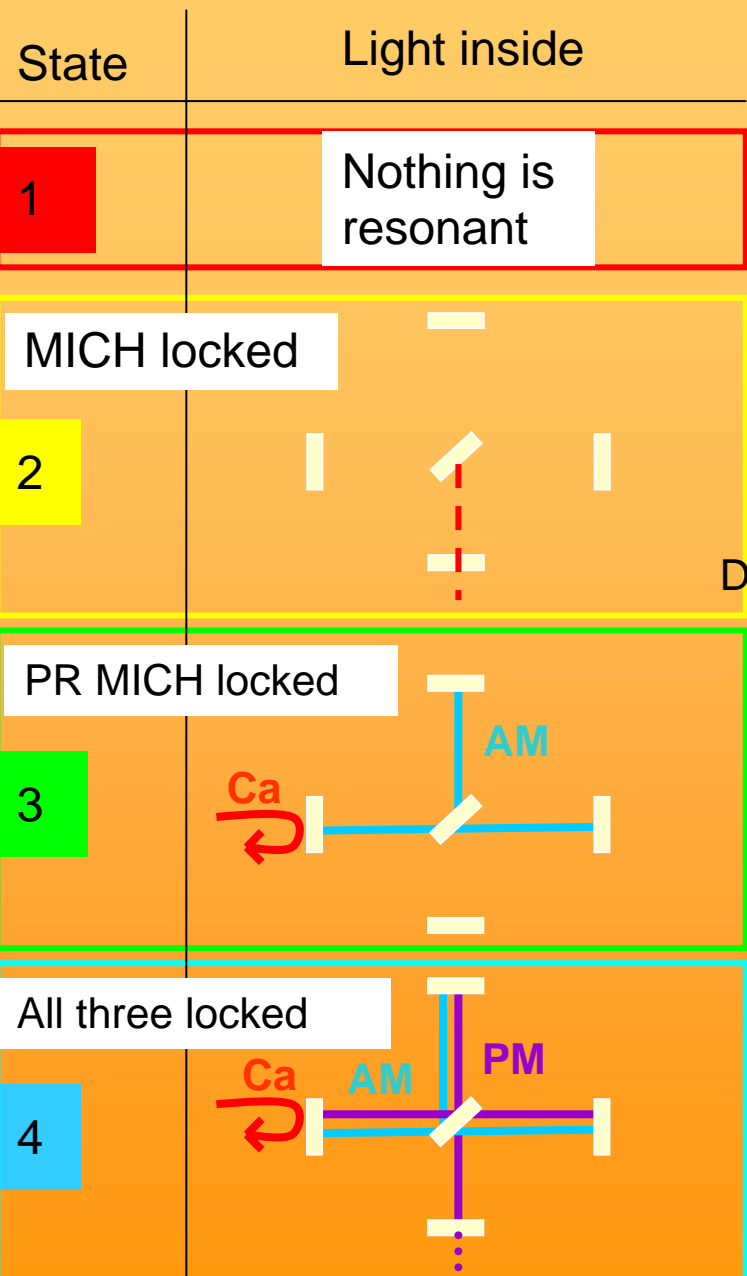 State
Light inside
1
Nothing is
resonant
MICH locked
2
D
PR MICH locked
AM
Ca
3
All three locked
PM
Ca
AM
4